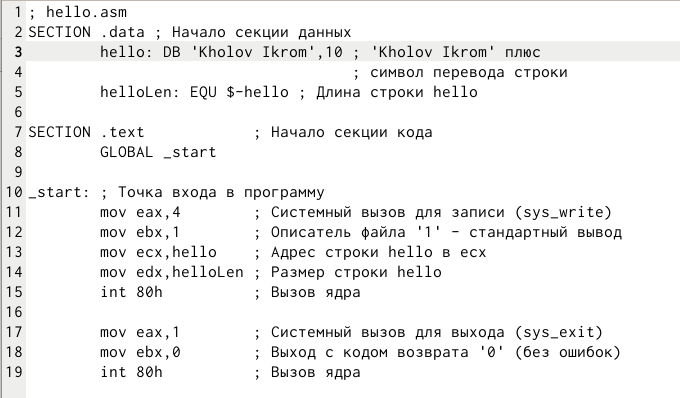 1 ; hello.asm
2 SECTION .data ; Начало секции данных
3         hello: DB 'Kholov Ikrom',10 ; 'Kholov Ikrom' плюс
4                                     ; символ перевода строки
5         helloLen: EQU $-hello ; Длина строки hello
6
7 SECTION .text            ; Начало секции кода
8         GLOBAL _start
9
10 _start: ; Точка входа в программу
11         mov eax,4        ; Системный вызов для записи (sys_write)
12         mov ebx,1        ; Описатель файла '1' - стандартный вывод
13         mov ecx,hello    ; Адрес строки hello в ecx
14         mov edx,helloLen ; Размер строки hello
15         int 80h          ; Вызов ядра
16
17         mov eax,1        ; Системный вызов для выхода (sys_exit)
18         mov ebx,0        ; Выход с кодом возврата '0' (без ошибок)
19         int 80h          ; Вызов ядра